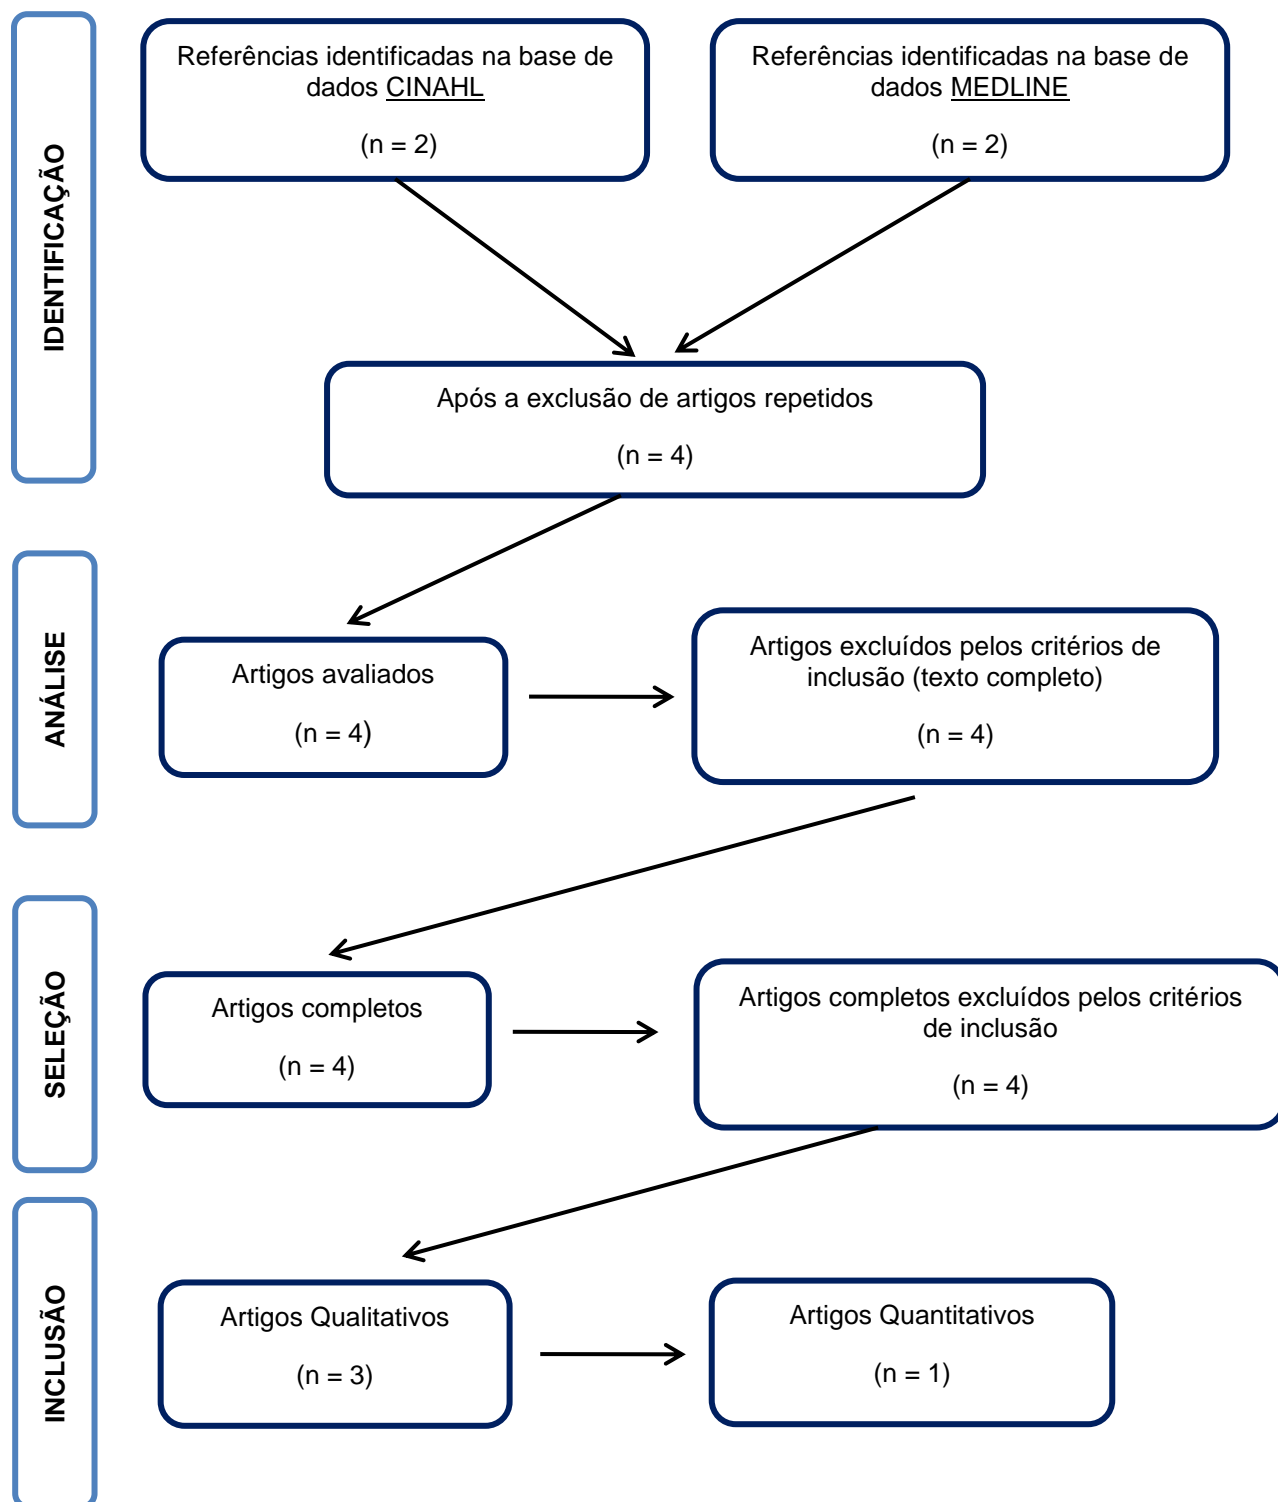 IDENTIFICAÇÃO
Referências identificadas na base de
dados CINAHL
(n = 2)
Referências identificadas na base de
dados MEDLINE
(n = 2)
Após a exclusão de artigos repetidos
(n = 4)
ANÁLISE
Artigos avaliados
(n = 4)
Artigos excluídos pelos critérios de
inclusão (texto completo)
(n = 4)
SELEÇÃO
Artigos completos
(n = 4)
Artigos completos excluídos pelos critérios
de inclusão
(n = 4)
INCLUSÃO
Artigos Qualitativos
(n = 3)
Artigos Quantitativos
(n = 1)